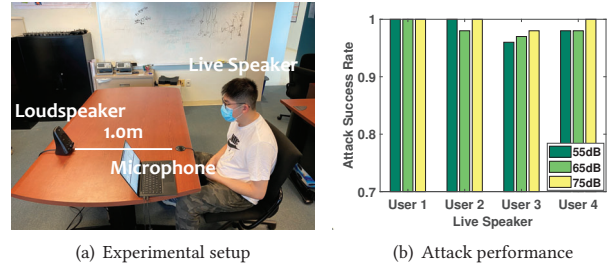 Live Speaker
Loudspeaker
1.0m
Microphone
(a) Experimental setup
Attack Success Rate
1
0.9
0.8
0.7
55dB
65dB
75dB
User 1 User 2 User 3 User 4
Live Speaker
(b) Attack performance